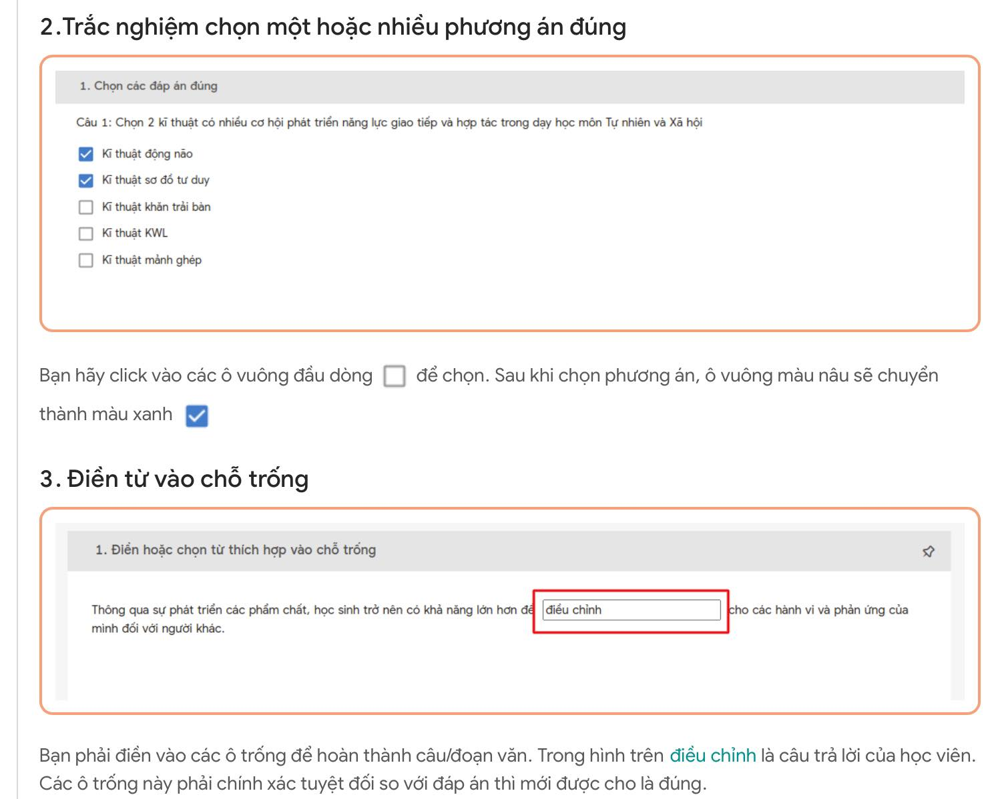 2.Trắc nghiệm chọn một hoặc nhiều phương án đúng
1. Chọn các đáp án đúng
Câu 1: Chọn 2 kĩ thuật có nhiều cơ hội phát triển năng lực giao tiếp và hợp tác trong dạy học môn Tự nhiên và Xã hội
Kĩ thuật động não
Kĩ thuật sơ đồ tư duy
Kĩ thuật khăn trải bàn
Kĩ thuật KWL
Kĩ thuật mảnh ghép
Bạn hãy click vào các ô vuông đầu dòng để chọn. Sau khi chọn phương án, ô vuông màu nâu sẽ chuyển
thành màu xanh
3. Điền từ vào chỗ trống
1. Điền hoặc chọn từ thích hợp vào chỗ trống
Thông qua sự phát triển các phẩm chất, học sinh trở nên có khả năng lớn hơn để điều chỉnh cho các hành vi và phản ứng của
mình đối với người khác.
Bạn phải điền vào các ô trống để hoàn thành câu/đoạn văn. Trong hình trên điều chỉnh là câu trả lời của học viên.
Các ô trống này phải chính xác tuyệt đối so với đáp án thì mới được cho là đúng.